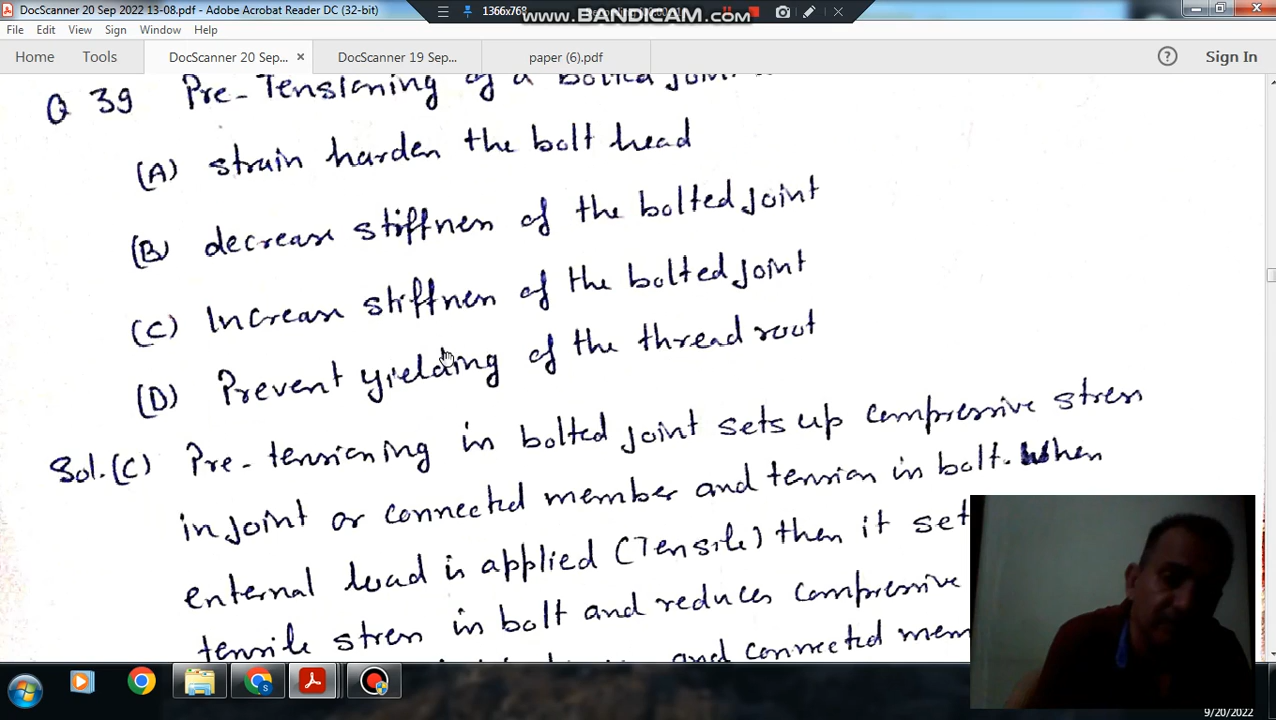 DocScanner 20 Sep 2022 13-08.pdf - Adobe Acrobat Reader DC (32-bit)
1366x768
www.BANDICAM.com
File Edit View Sign Window Help
Home Tools DocScanner 20 Sep... × DocScanner 19 Sep... paper (6).pdf Sign In
Q 39 Pre-Tensioning of a bolted joint
(A) strain harden the bolt head
(B) decrease stiffness of the bolted joint
(C) Increase stiffness of the bolted joint
(D) Prevent yielding of the thread root
Sol.(C) Pre-tensioning in bolted joint sets up compressive stress
in joint or connected member and tension in bolt. When
external load is applied (Tensile) then it set
tensile stress in bolt and reduces compressive
and connected mem
9/20/2022